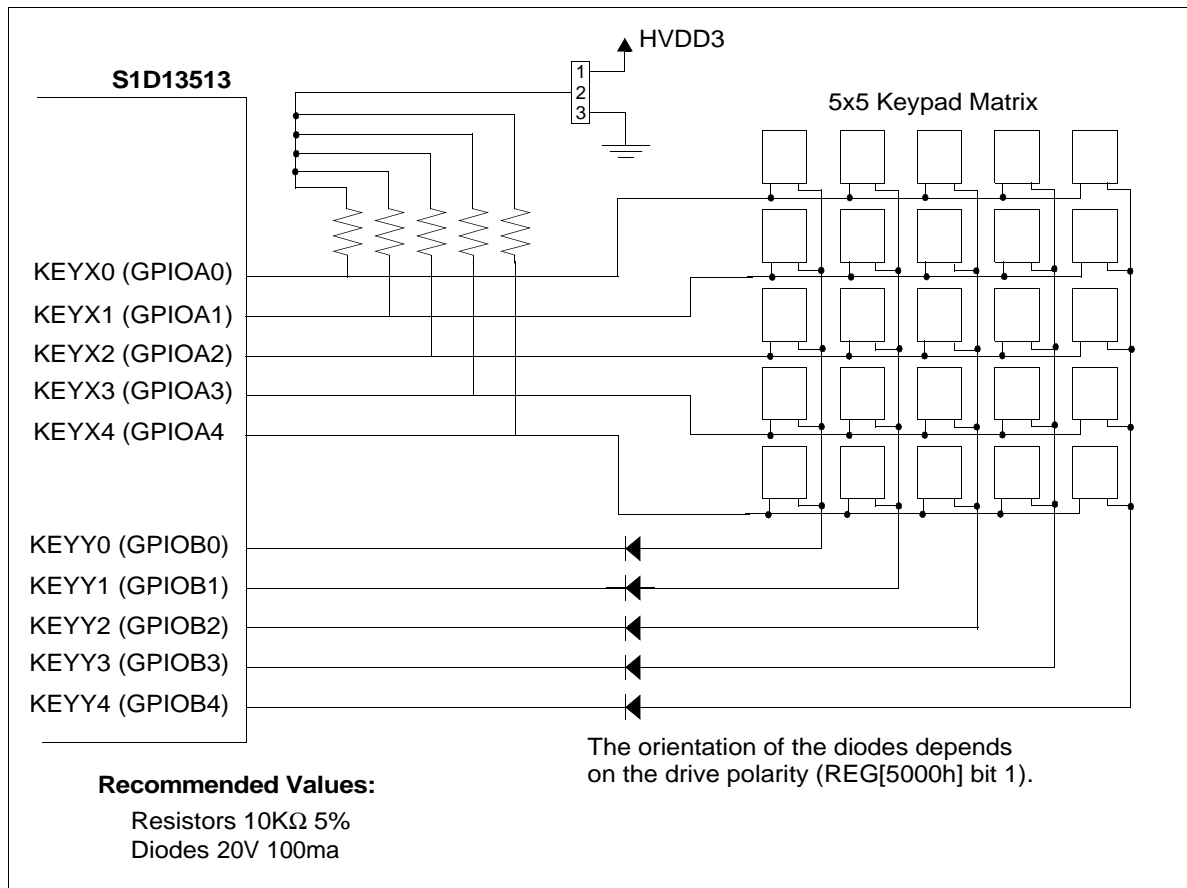 HVDD3
S1D13513
1
2
3
5x5 Keypad Matrix
KEYX0 (GPIOA0)
KEYX1 (GPIOA1)
KEYX2 (GPIOA2)
KEYX3 (GPIOA3)
KEYX4 (GPIOA4
KEYY0 (GPIOB0)
KEYY1 (GPIOB1)
KEYY2 (GPIOB2)
KEYY3 (GPIOB3)
KEYY4 (GPIOB4)
The orientation of the diodes depends
on the drive polarity (REG[5000h] bit 1).
Recommended Values:
Resistors 10KΩ 5%
Diodes 20V 100ma